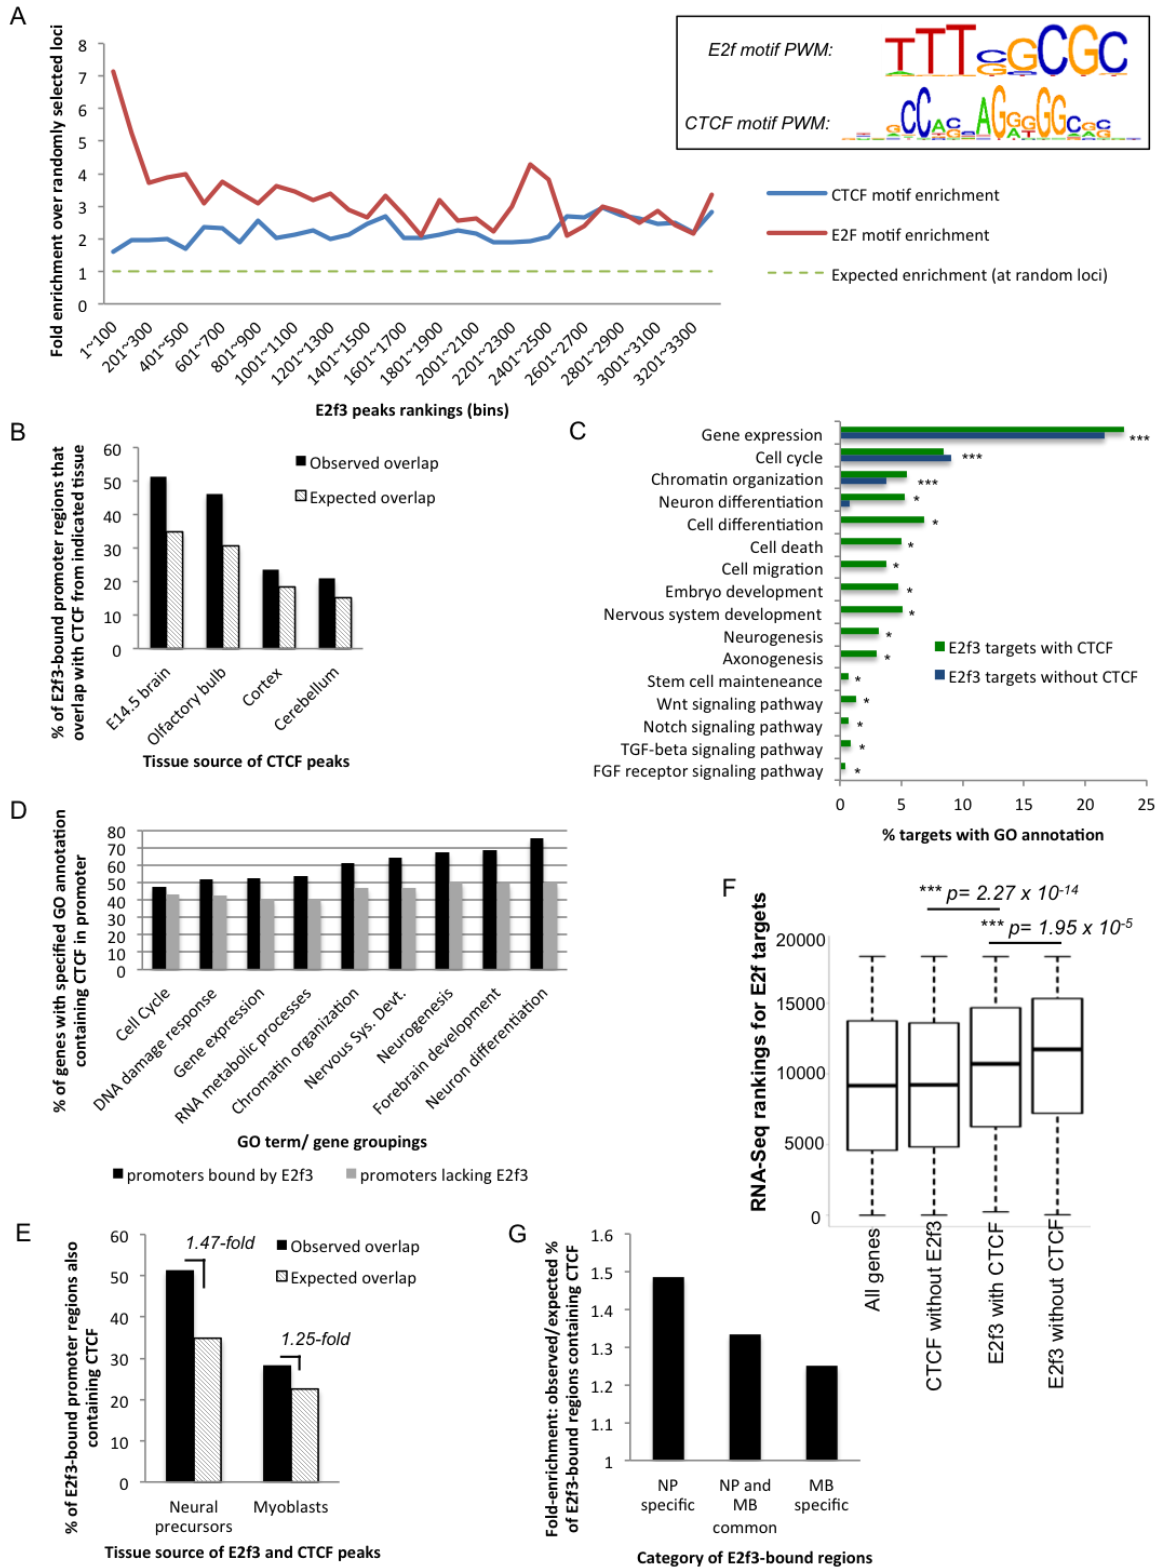 A
Fold enrichment over randomly selected loci
8
7
6
5
4
3
2
1
0
1~100
201~300
401~500
601~700
801~900
1001~1100
1201~1300
1401~1500
1601~1700
1801~1900
2001~2100
2201~2300
2401~2500
2601~2700
2801~2900
3001~3100
3201~3300
E2f3 peaks rankings (bins)
E2f motif PWM:
CTCF motif PWM:
CTCF motif enrichment
E2F motif enrichment
Expected enrichment (at random loci)
B
% of E2f3-bound promoter regions that
overlap with CTCF from indicated tissue
60
50
40
30
20
10
0
Observed overlap
Expected overlap
E14.5 brain
Olfactory bulb
Cortex
Cerebellum
Tissue source of CTCF peaks
C
Gene expression
***
Cell cycle
***
Chromatin organization
***
Neuron differentiation
*
Cell differentiation
*
Cell death
*
Cell migration
*
Embryo development
*
Nervous system development
*
Neurogenesis
*
Axonogenesis
*
Stem cell mainteneance
*
Wnt signaling pathway
*
Notch signaling pathway
*
TGF-beta signaling pathway
*
FGF receptor signaling pathway
*
E2f3 targets with CTCF
E2f3 targets without CTCF
0 5 10 15 20 25
% targets with GO annotation
D
% of genes with specified GO annotation
containing CTCF in promoter
80
70
60
50
40
30
20
10
0
Cell Cycle
DNA damage response
Gene expression
RNA metabolic processes
Chromatin organization
Nervous Sys. Devt.
Neurogenesis
Forebrain development
Neuron differentiation
GO term/ gene groupings
promoters bound by E2f3
promoters lacking E2f3
E
% of E2f3-bound promoter regions also
containing CTCF
60
50
40
30
20
10
0
1.47-fold
1.25-fold
Observed overlap
Expected overlap
Neural
precursors
Myoblasts
Tissue source of E2f3 and CTCF peaks
F
*** p= 2.27 x 10-14
*** p= 1.95 x 10-5
RNA-Seq rankings for E2f targets
20000
15000
10000
5000
0
All genes
CTCF without E2f3
E2f3 with CTCF
E2f3 without CTCF
G
Fold-enrichment: observed/expected %
of E2f3-bound regions containing CTCF
1.6
1.5
1.4
1.3
1.2
1.1
1
NP
specific
NP and
MB
common
MB
specific
Category of E2f3-bound regions